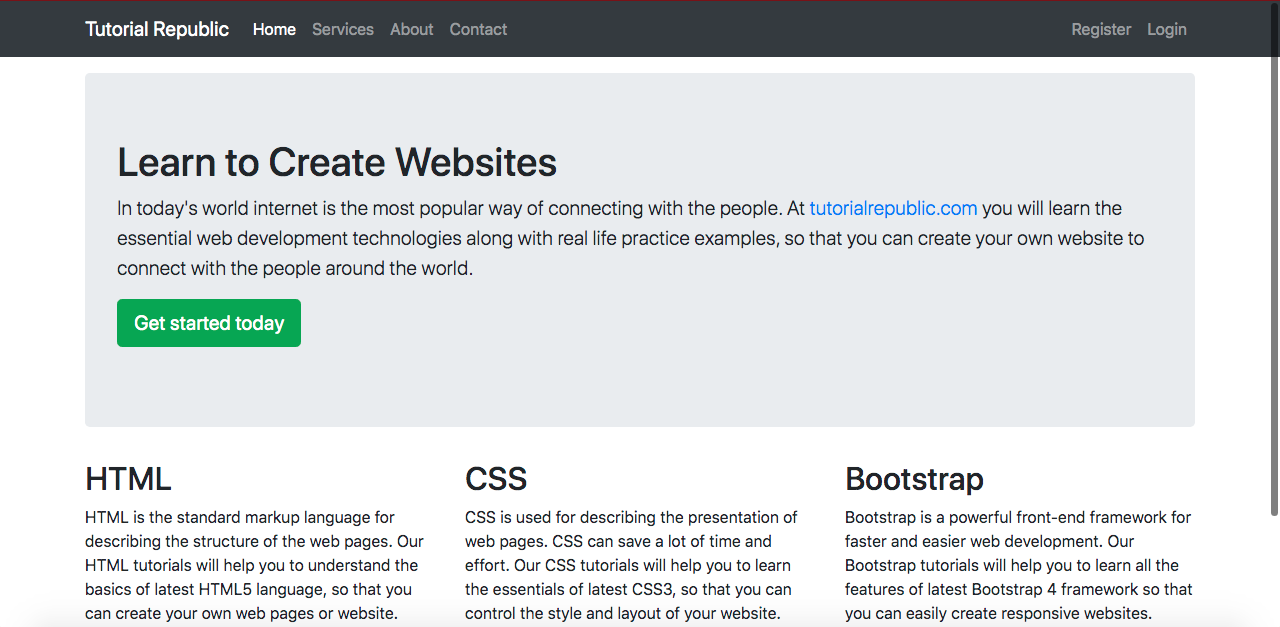 Tutorial Republic Home Services About Contact Register Login
Learn to Create Websites
In today's world internet is the most popular way of connecting with the people. At tutorialrepublic.com you will learn the
essential web development technologies along with real life practice examples, so that you can create your own website to
connect with the people around the world.
Get started today
HTML
HTML is the standard markup language for
describing the structure of the web pages. Our
HTML tutorials will help you to understand the
basics of latest HTML5 language, so that you
can create your own web pages or website.
CSS
CSS is used for describing the presentation of
web pages. CSS can save a lot of time and
effort. Our CSS tutorials will help you to learn
the essentials of latest CSS3, so that you can
control the style and layout of your website.
Bootstrap
Bootstrap is a powerful front-end framework for
faster and easier web development. Our
Bootstrap tutorials will help you to learn all the
features of latest Bootstrap 4 framework so that
you can easily create responsive websites.